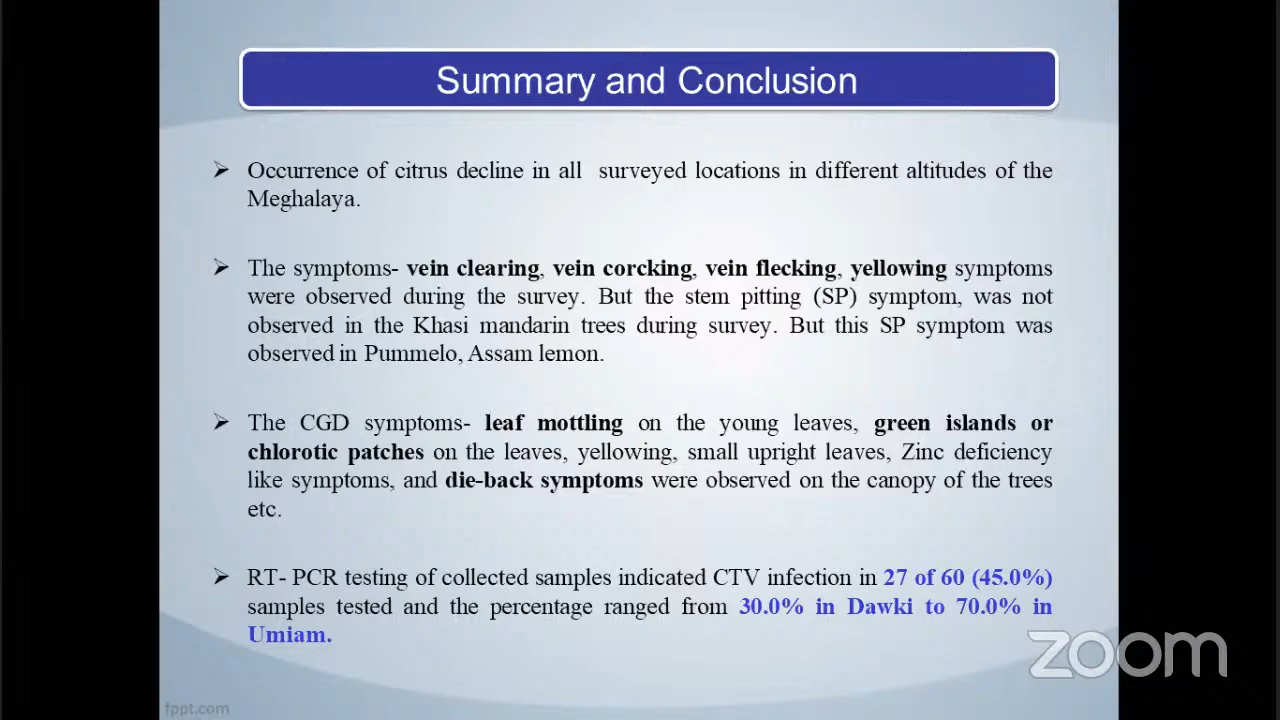 Summary and Conclusion
➢ Occurrence of citrus decline in all surveyed locations in different altitudes of the
Meghalaya.
➢ The symptoms- vein clearing, vein corcking, vein flecking, yellowing symptoms
were observed during the survey. But the stem pitting (SP) symptom, was not
observed in the Khasi mandarin trees during survey. But this SP symptom was
observed in Pummelo, Assam lemon.
➢ The CGD symptoms- leaf mottling on the young leaves, green islands or
chlorotic patches on the leaves, yellowing, small upright leaves, Zinc deficiency
like symptoms, and die-back symptoms were observed on the canopy of the trees
etc.
➢ RT- PCR testing of collected samples indicated CTV infection in 27 of 60 (45.0%)
samples tested and the percentage ranged from 30.0% in Dawki to 70.0% in
Umiam.
zoom
fppt.com